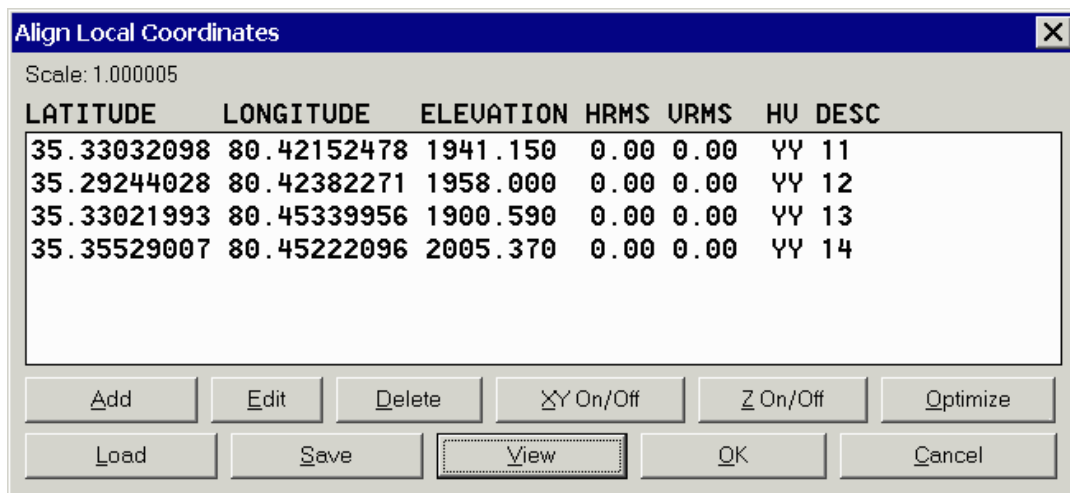 Align Local Coordinates
Scale: 1.000005
LATITUDE LONGITUDE ELEVATION HRMS VRMS HV DESC
35.33032098 80.42152478 1941.150 0.00 0.00 YY 11
35.29244028 80.42382271 1958.000 0.00 0.00 YY 12
35.33021993 80.45339956 1900.590 0.00 0.00 YY 13
35.35529007 80.45222096 2005.370 0.00 0.00 YY 14
Add Edit Delete XY On/Off Z On/Off Optimize
Load Save View OK Cancel